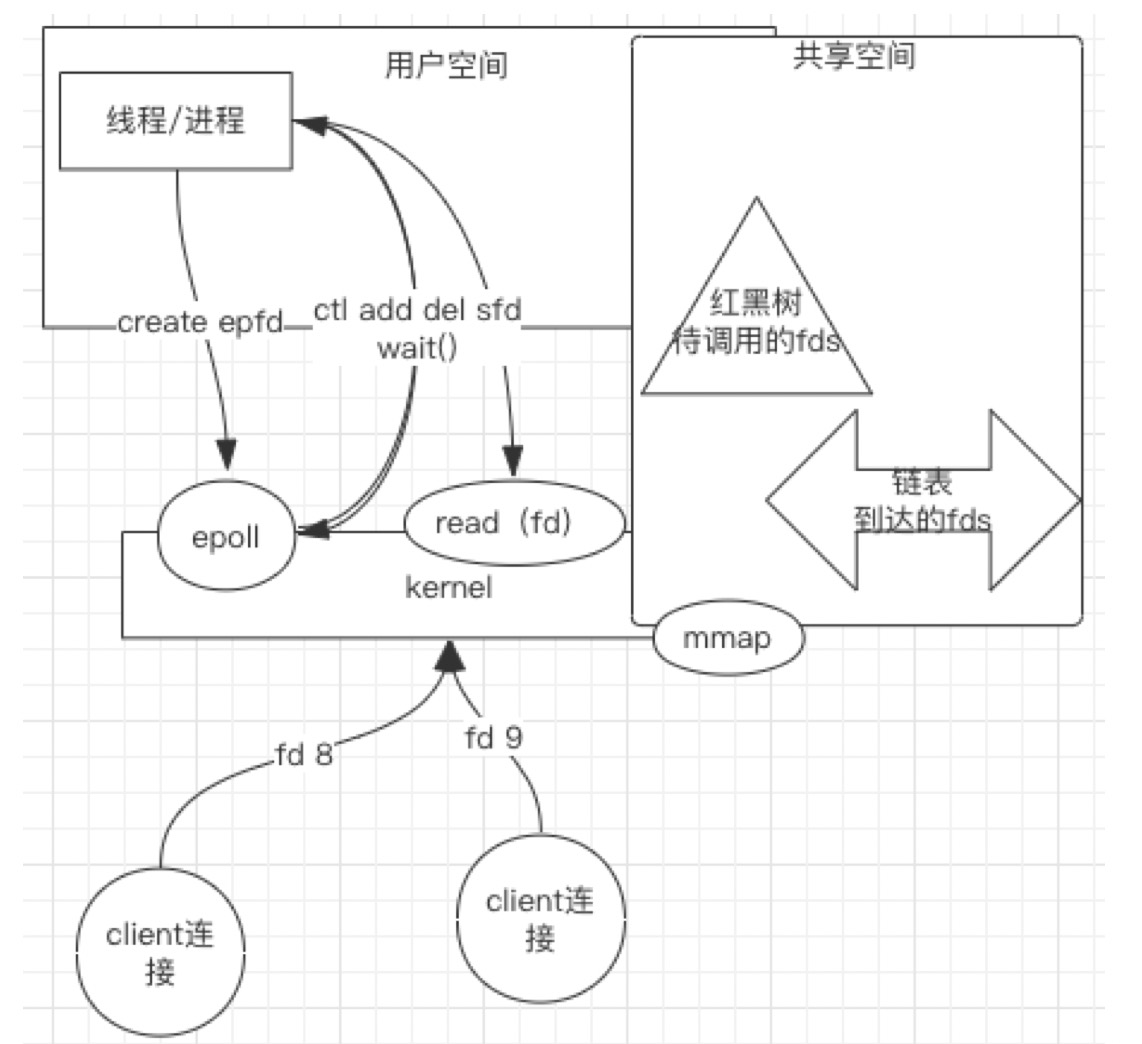 用户空间
共享空间
线程/进程
红黑树
待调用的fds
create epfd
ctl add del sfd
wait()
链表
到达的fds
epoll
read（fd）
kernel
mmap
fd 8
fd 9
client连
接
client连
接